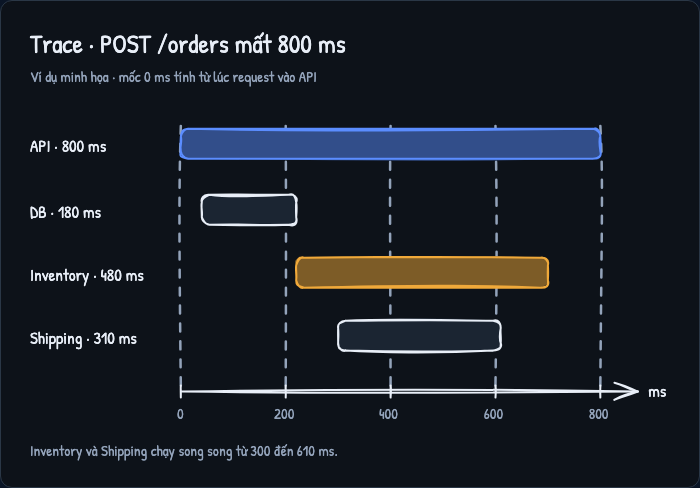 Trace · POST /orders mất 800 ms
Ví dụ minh họa · mốc 0 ms tính từ lúc request vào API
API · 800 ms
DB · 180 ms
Inventory · 480 ms
Shipping · 310 ms
ms
0 200 400 600 800
Inventory và Shipping chạy song song từ 300 đến 610 ms.